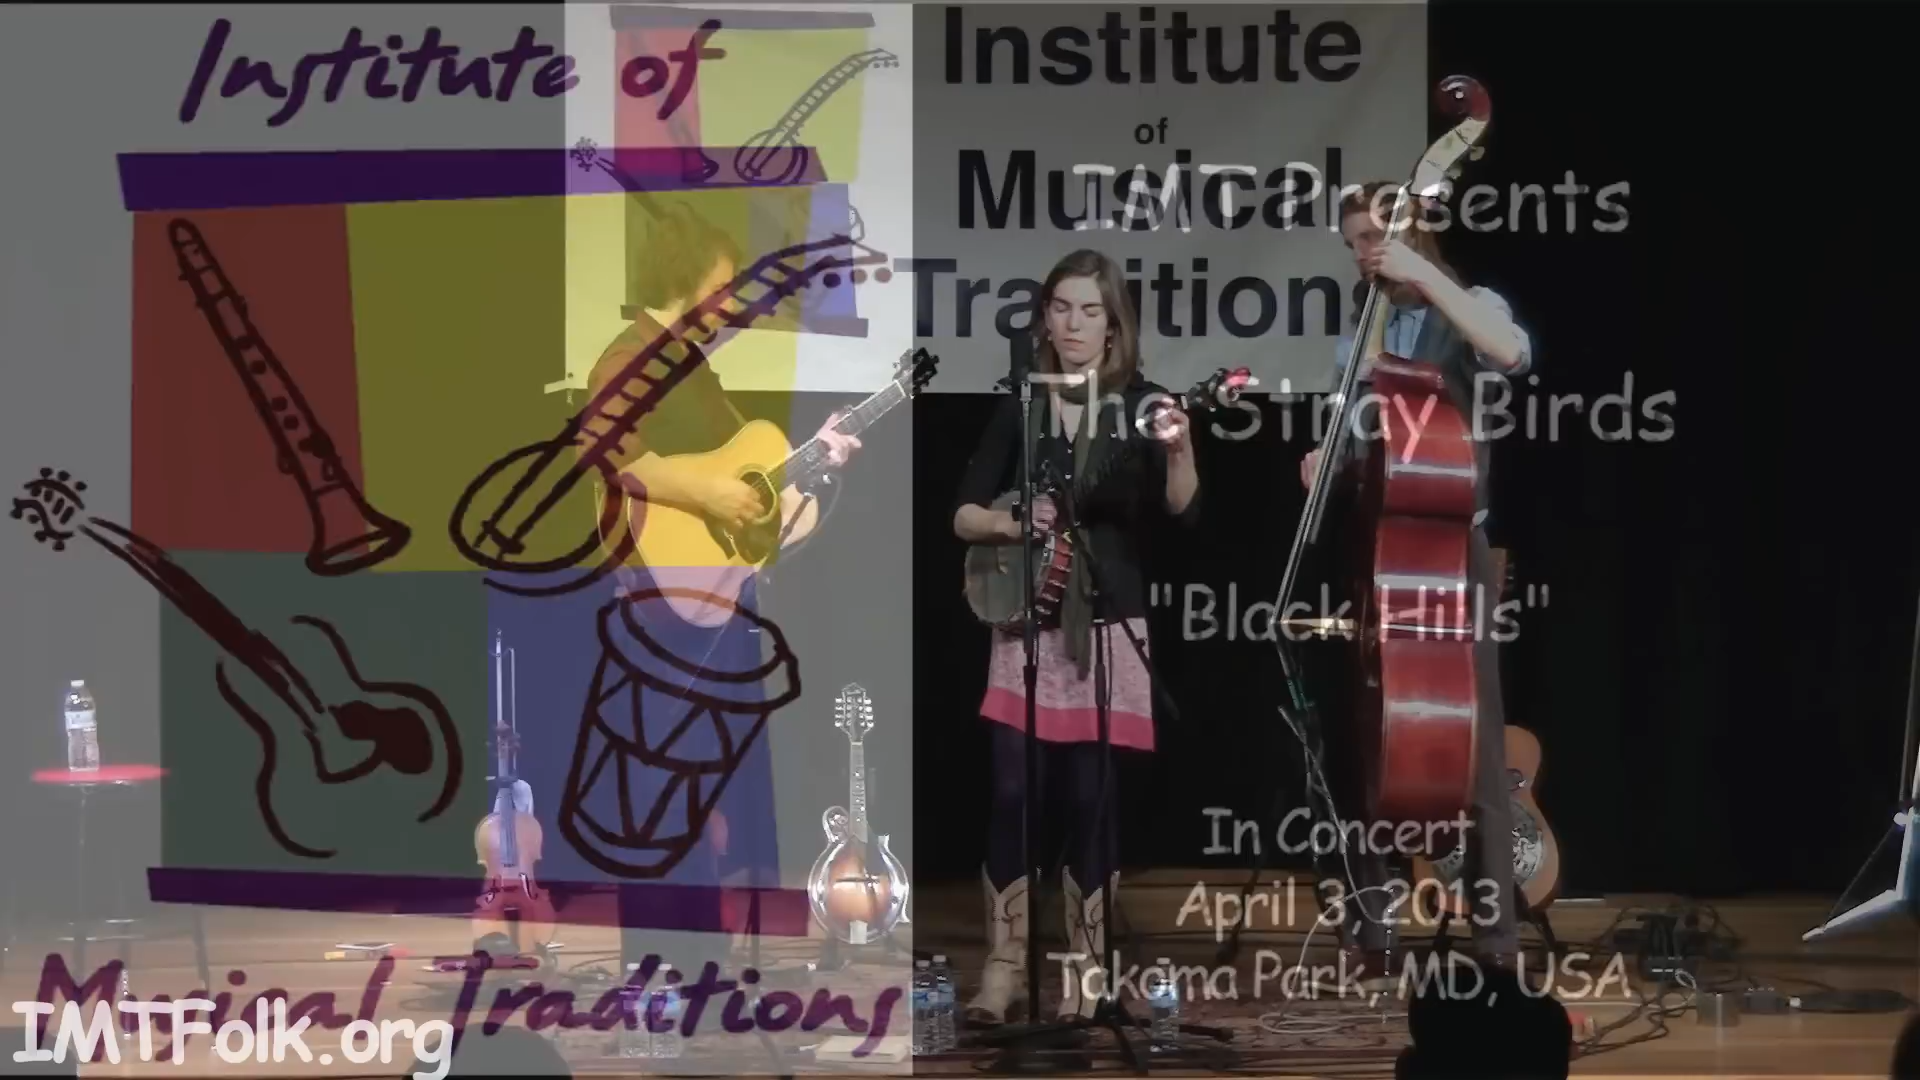 Institute of
Musical Traditions
IMTFolk.org
Institute
of
Musical
Traditions
IMT Presents
The Stray Birds
"Black Hills"
In Concert
April 3, 2013
Takoma Park, MD, USA